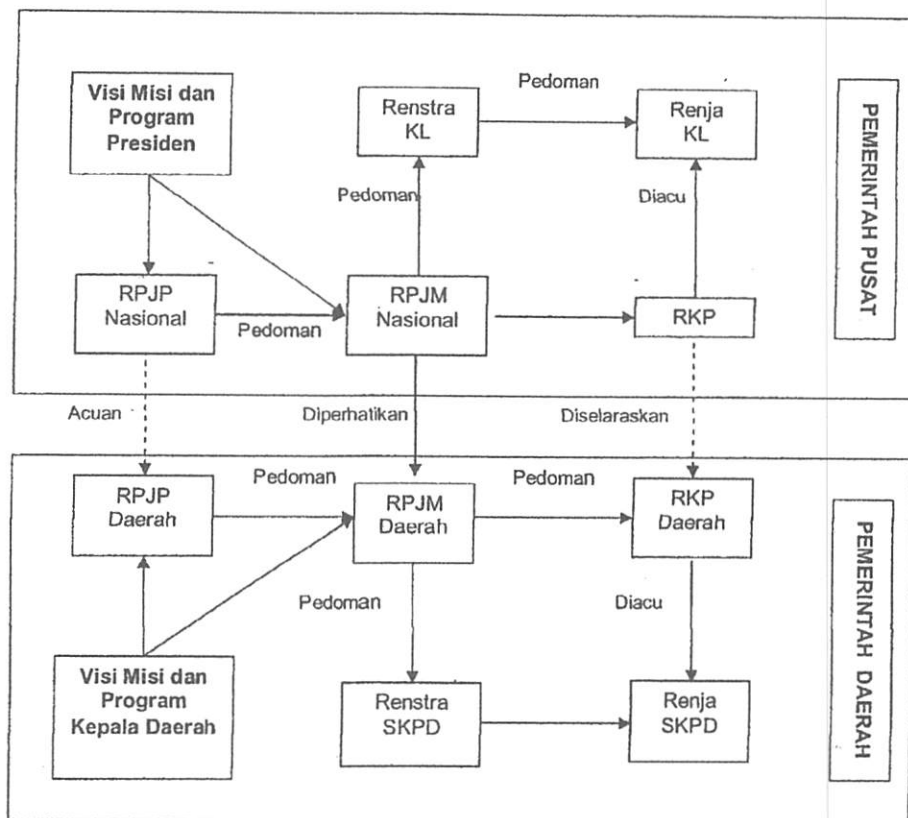 Visi Misi dan
Program
Presiden
Renstra
KL
Pedoman
Renja
KL
PEMERINTAH PUSAT
Pedoman
Diacu
RPJP
Nasional
Pedoman
RPJM
Nasional
RKP
Acuan
Diperhatikan
Diselaraskan
RPJP
Daerah
Pedoman
RPJM
Daerah
Pedoman
RKP
Daerah
PEMERINTAH DAERAH
Pedoman
Diacu
Visi Misi dan
Program
Kepala Daerah
Renstra
SKPD
Renja
SKPD